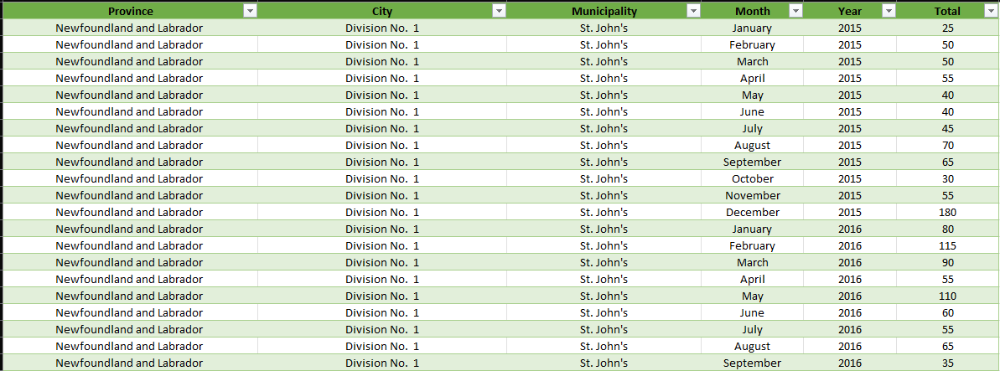 Province City Municipality Month Year Total
Newfoundland and Labrador Division No. 1 St. John's January 2015 25
Newfoundland and Labrador Division No. 1 St. John's February 2015 50
Newfoundland and Labrador Division No. 1 St. John's March 2015 50
Newfoundland and Labrador Division No. 1 St. John's April 2015 55
Newfoundland and Labrador Division No. 1 St. John's May 2015 40
Newfoundland and Labrador Division No. 1 St. John's June 2015 40
Newfoundland and Labrador Division No. 1 St. John's July 2015 45
Newfoundland and Labrador Division No. 1 St. John's August 2015 70
Newfoundland and Labrador Division No. 1 St. John's September 2015 65
Newfoundland and Labrador Division No. 1 St. John's October 2015 30
Newfoundland and Labrador Division No. 1 St. John's November 2015 55
Newfoundland and Labrador Division No. 1 St. John's December 2015 180
Newfoundland and Labrador Division No. 1 St. John's January 2016 80
Newfoundland and Labrador Division No. 1 St. John's February 2016 115
Newfoundland and Labrador Division No. 1 St. John's March 2016 90
Newfoundland and Labrador Division No. 1 St. John's April 2016 55
Newfoundland and Labrador Division No. 1 St. John's May 2016 110
Newfoundland and Labrador Division No. 1 St. John's June 2016 60
Newfoundland and Labrador Division No. 1 St. John's July 2016 55
Newfoundland and Labrador Division No. 1 St. John's August 2016 65
Newfoundland and Labrador Division No. 1 St. John's September 2016 35